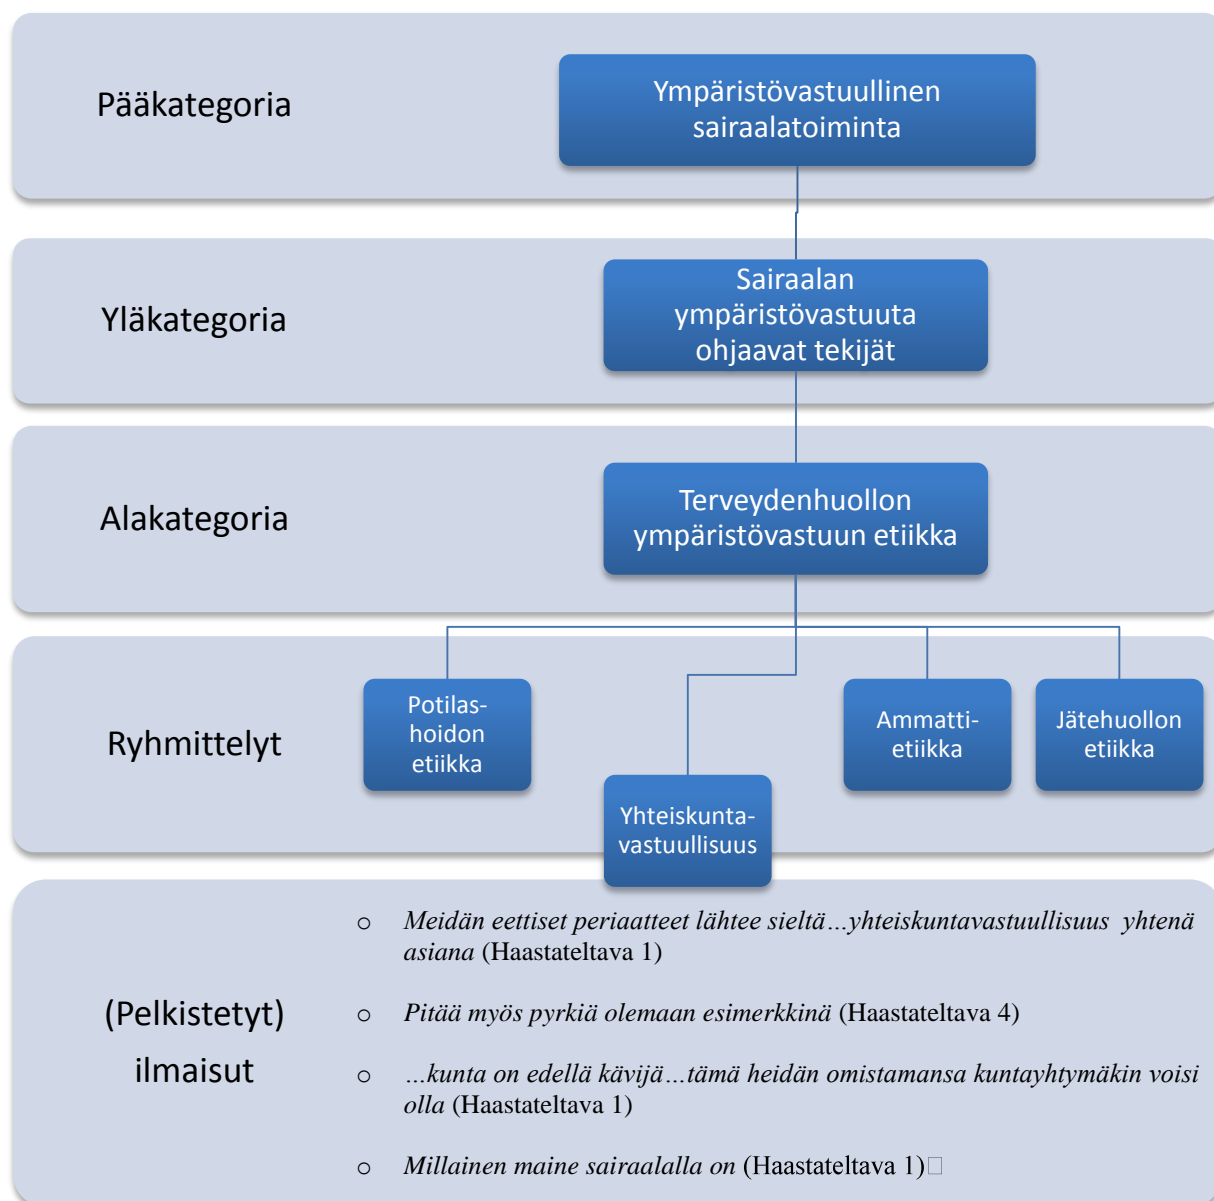 Pääkategoria
Ympäristövastuullinen
sairaalatoiminta
Yläkategoria
Sairaalan
ympäristövastuuta
ohjaavat tekijät
Alakategoria
Terveydenhuollon
ympäristövastuun etiikka
Ryhmittelyt
Potilas-
hoidon
etiikka
Yhteiskunta-
vastuullisuus
Ammatti-
etiikka
Jätehuollon
etiikka
(Pelkistetyt)
ilmaisut
o Meidän eettiset periaatteet lähtee sieltä…yhteiskuntavastuullisuus yhtenä
asiana (Haastateltava 1)
o Pitää myös pyrkiä olemaan esimerkkinä (Haastateltava 4)
o …kunta on edellä kävijä…tämä heidän omistamansa kuntayhtymäkin voisi
olla (Haastateltava 1)
o Millainen maine sairaalalla on (Haastateltava 1)□